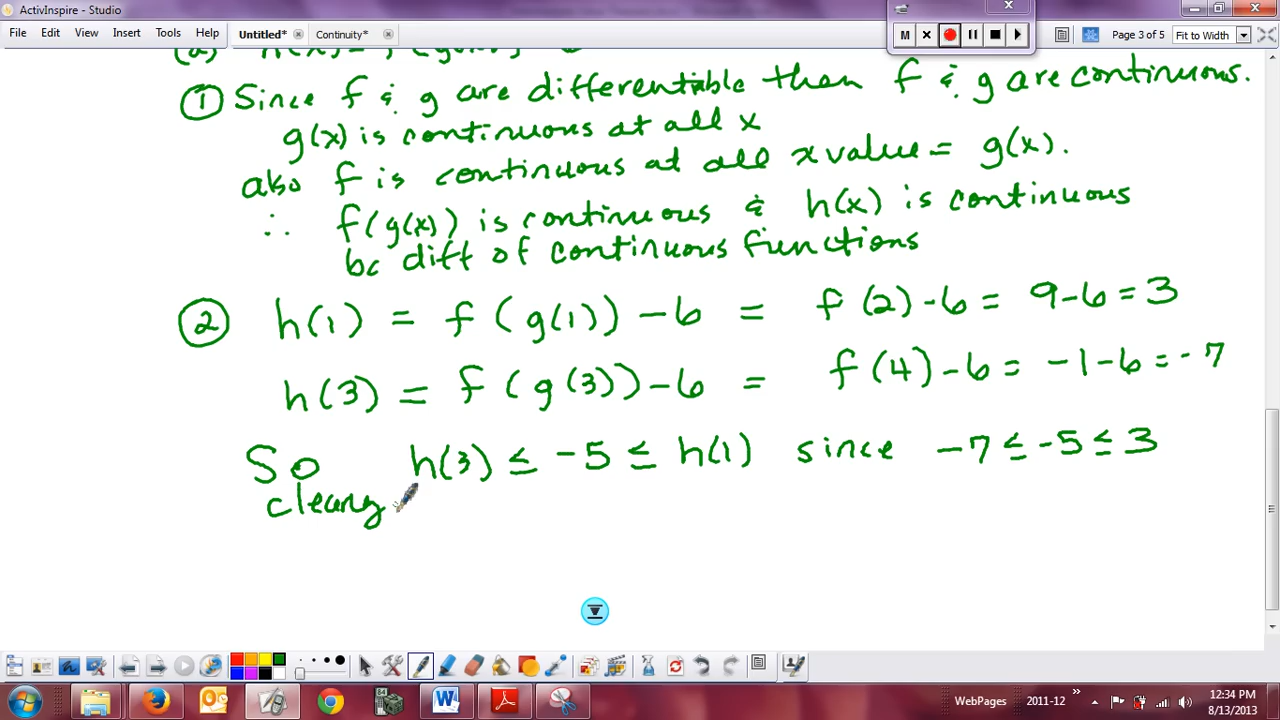 ActivInspire - Studio
File Edit View Insert Tools Help Untitled* Continuity* M Page 3 of 5 Fit to Width
① Since f & g are differentiable than f & g are continuous.
g(x) is continuous at all x
also f is continuous at all x value = g(x).
∴ f(g(x)) is continuous & h(x) is continuous
bc diff of continuous functions
② h(1) = f(g(1)) - 6 = f(2) - 6 = 9 - 6 = 3
h(3) = f(g(3)) - 6 = f(4) - 6 = -1 - 6 = -7
So h(3) ≤ -5 ≤ h(1) since -7 ≤ -5 ≤ 3
WebPages 2011-12 » 12:34 PM
8/13/2013